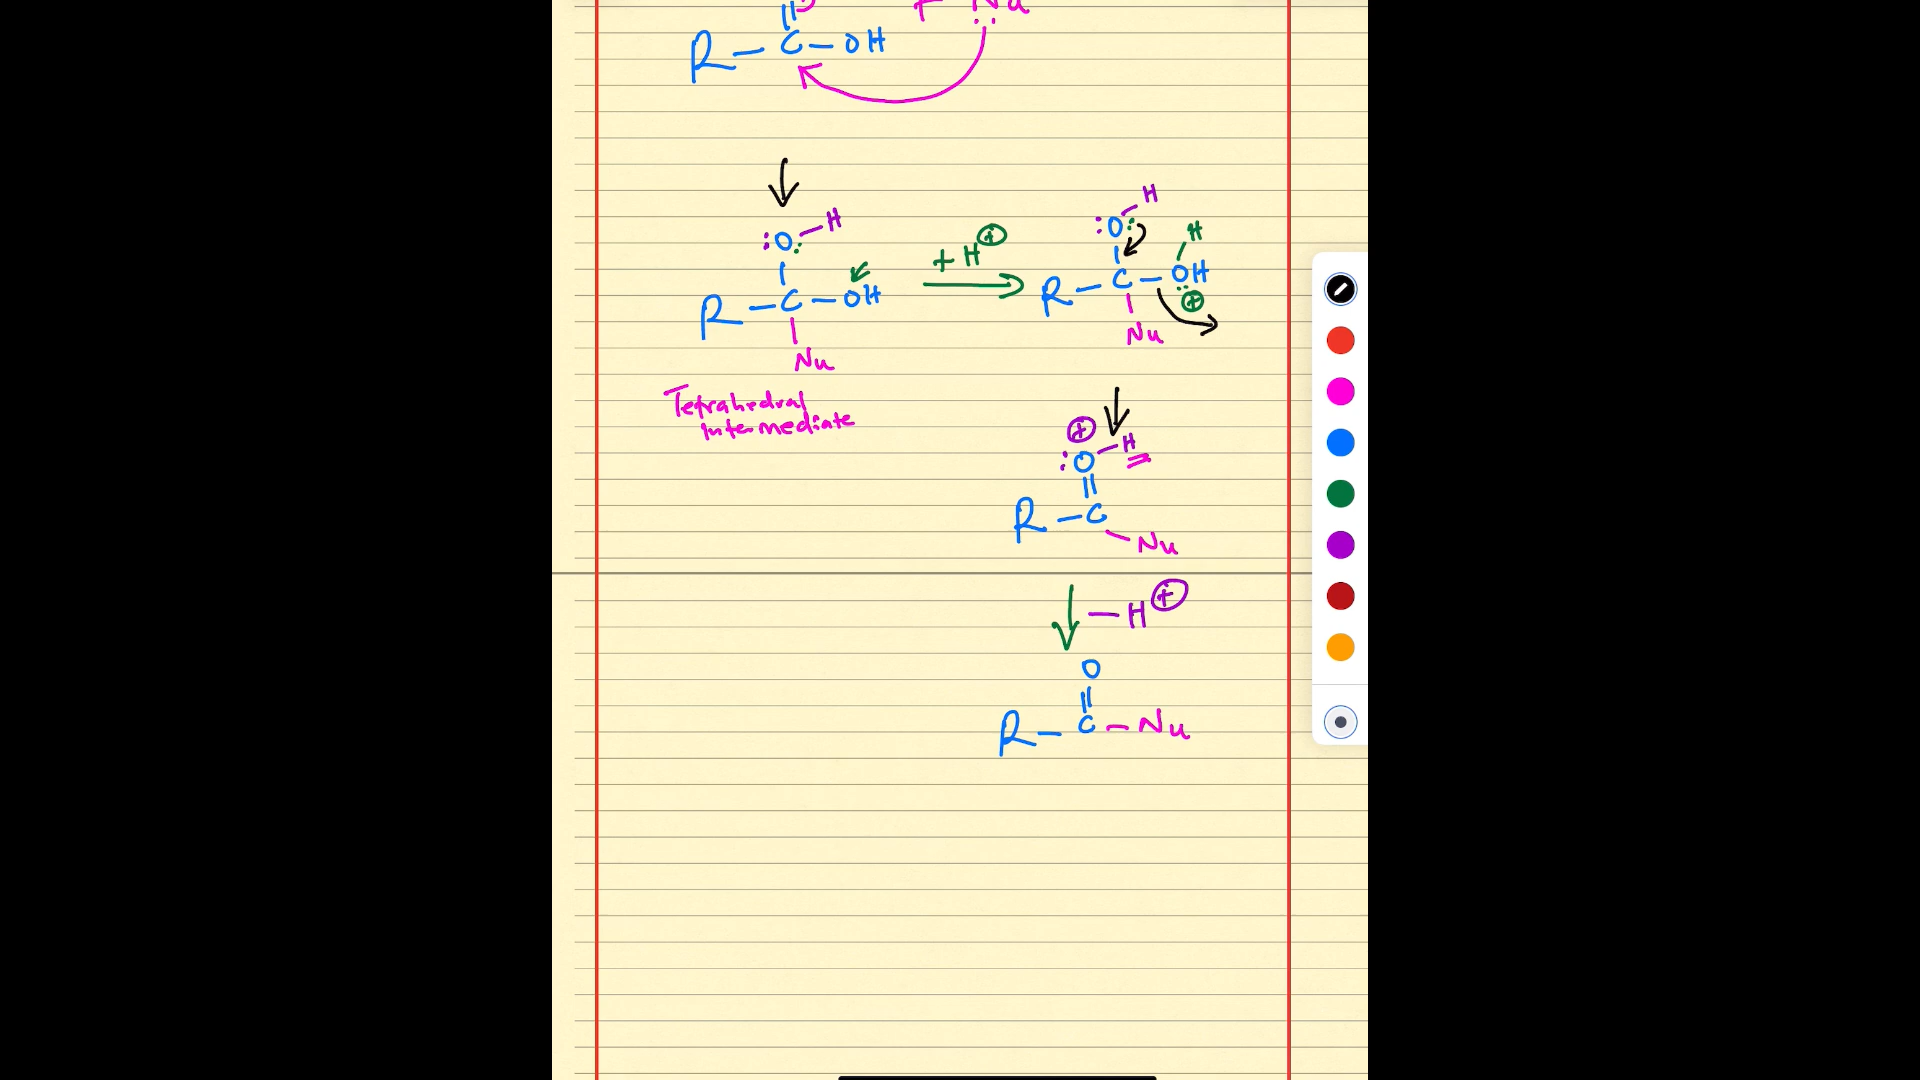 + Nu
R - C - OH
H
:O:
+ H⊕
R - C - OH
Nu
Tetrahedral
Intermediate
H
:O:
H
R - C - OH
⊕
Nu
⊕
H
:O
||
R - C
Nu
- H⊕
O
||
R - C - Nu